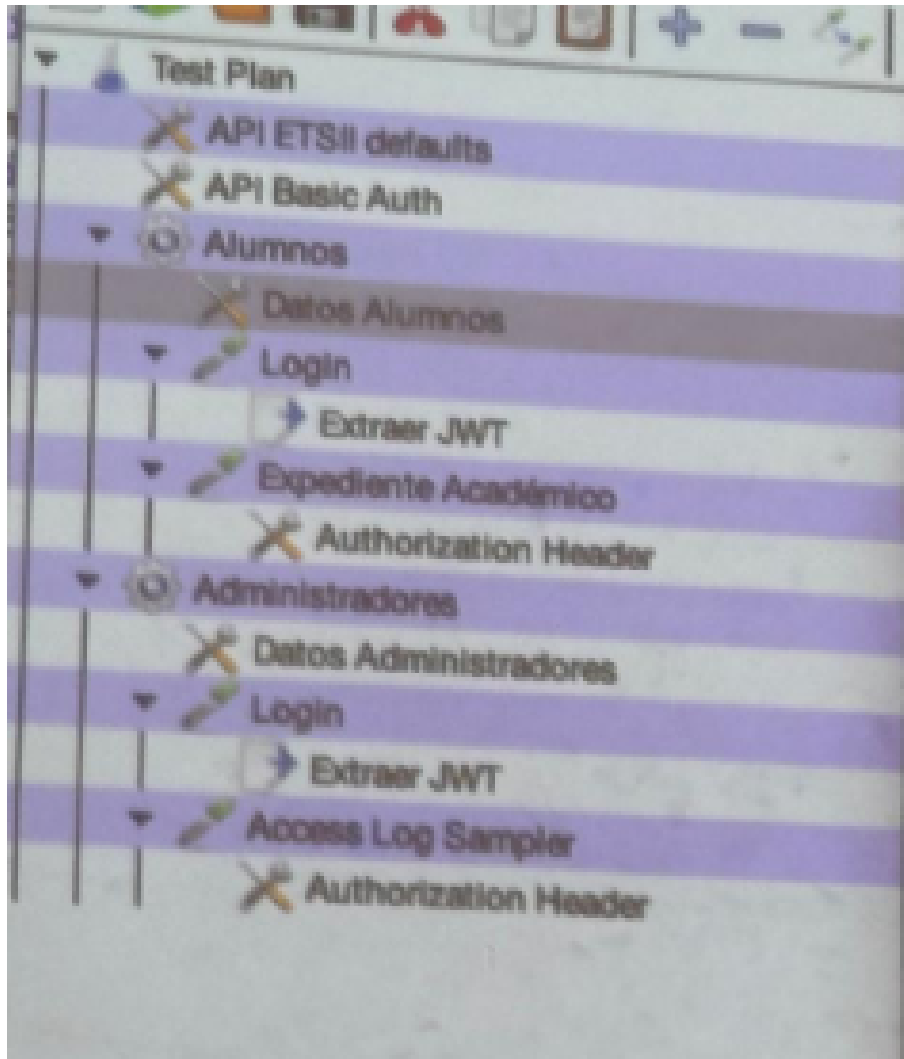 Test Plan
API ETSII defaults
API Basic Auth
Alumnos
Datos Alumnos
Login
Extraer JWT
Expediente Académico
Authorization Header
Administradores
Datos Administradores
Login
Extraer JWT
Access Log Sampler
Authorization Header